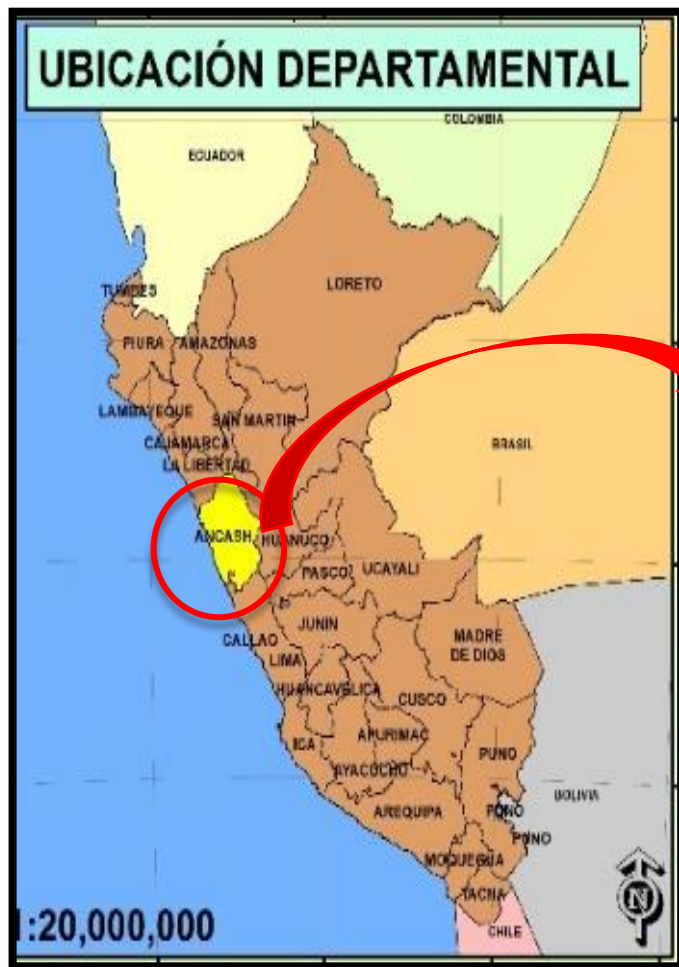 UBICACIÓN DEPARTAMENTAL
COLOMBIA
ECUADOR
LORETO
TUMBES
PIURA
AMAZONAS
LAMBAYEQUE
SAN MARTIN
CAJAMARCA
LA LIBERTAD
BRASIL
ANCASH
HUANUCO
PASCO
UCAYALI
JUNIN
CALLAO
MADRE
DE DIOS
LIMA
HUANCAVELICA
CUSCO
ICA
APURIMAC
PUNO
AYACUCHO
BOLIVIA
AREQUIPA
PUNO
PUNO
MOQUEGUA
TACNA
N
1:20,000,000
CHILE